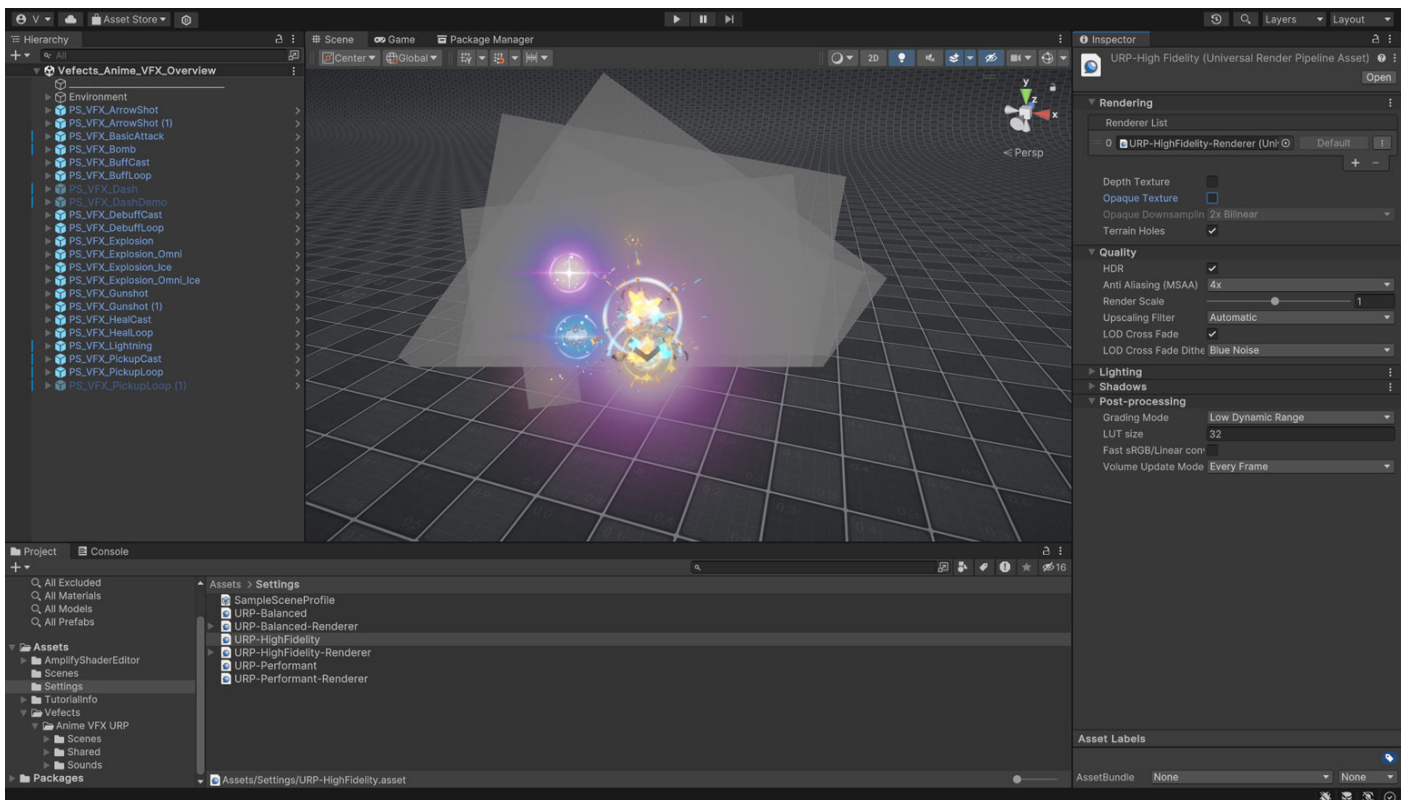 V
Asset Store
Layers
Layout
Hierarchy
All
Vefects_Anime_VFX_Overview
Environment
PS_VFX_ArrowShot
PS_VFX_ArrowShot (1)
PS_VFX_BasicAttack
PS_VFX_Bomb
PS_VFX_BuffCast
PS_VFX_BuffLoop
PS_VFX_Dash
PS_VFX_DashDemo
PS_VFX_DebuffCast
PS_VFX_DebuffLoop
PS_VFX_Explosion
PS_VFX_Explosion_Omni
PS_VFX_Explosion_Ice
PS_VFX_Explosion_Omni_Ice
PS_VFX_Gunshot
PS_VFX_Gunshot (1)
PS_VFX_HealCast
PS_VFX_HealLoop
PS_VFX_Lightning
PS_VFX_PickupCast
PS_VFX_PickupLoop
PS_VFX_PickupLoop (1)
Scene
Game
Package Manager
Center
Global
2D
y
z
x
< Persp
Inspector
URP-High Fidelity (Universal Render Pipeline Asset)
Open
Rendering
Renderer List
0 URP-HighFidelity-Renderer (Uni Default
+ -
Depth Texture
Opaque Texture
Opaque Downsamplin 2x Bilinear
Terrain Holes
Quality
HDR
Anti Aliasing (MSAA) 4x
Render Scale 1
Upscaling Filter Automatic
LOD Cross Fade
LOD Cross Fade Dithe Blue Noise
Lighting
Shadows
Post-processing
Grading Mode Low Dynamic Range
LUT size 32
Fast sRGB/Linear con
Volume Update Mode Every Frame
Project
Console
16
All Excluded
All Materials
All Models
All Prefabs
Assets
AmplifyShaderEditor
Scenes
Settings
TutorialInfo
Vefects
Anime VFX URP
Scenes
Shared
Sounds
Packages
Assets > Settings
SampleSceneProfile
URP-Balanced
URP-Balanced-Renderer
URP-HighFidelity
URP-HighFidelity-Renderer
URP-Performant
URP-Performant-Renderer
Assets/Settings/URP-HighFidelity.asset
Asset Labels
AssetBundle None None